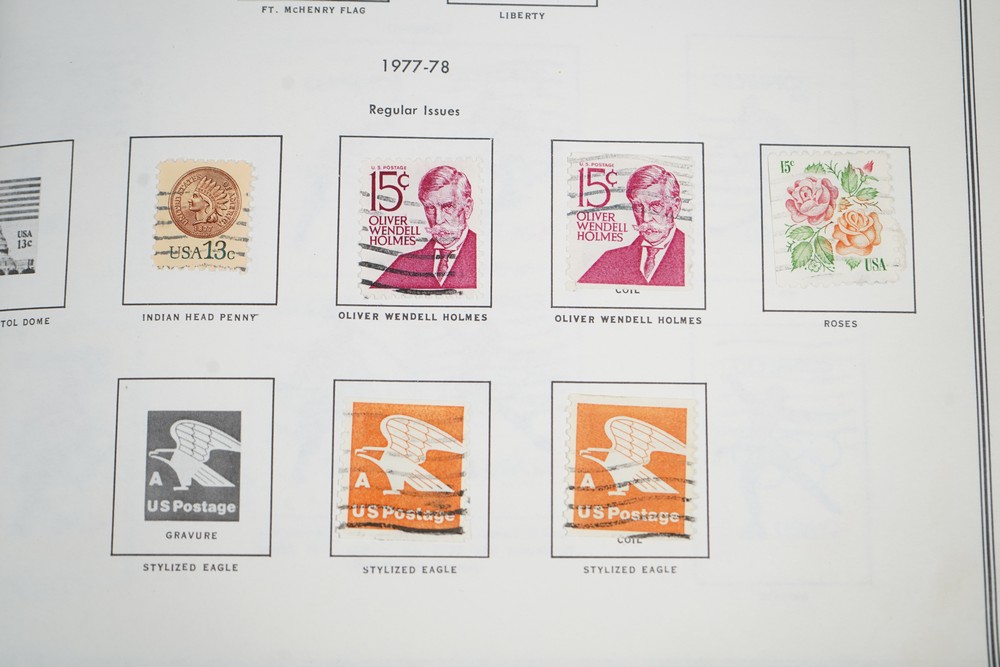 FT. McHENRY FLAG
LIBERTY
1977-78
Regular Issues
USA
13c
TOL DOME
USA 13c
INDIAN HEAD PENNY
U.S. POSTAGE
15¢
OLIVER
WENDELL
HOLMES
OLIVER WENDELL HOLMES
U.S. POSTAGE
15¢
OLIVER
WENDELL
HOLMES
COIL
OLIVER WENDELL HOLMES
15c
USA
ROSES
A
US Postage
GRAVURE
STYLIZED EAGLE
A
US Postage
STYLIZED EAGLE
A
US Postage
COIL
STYLIZED EAGLE